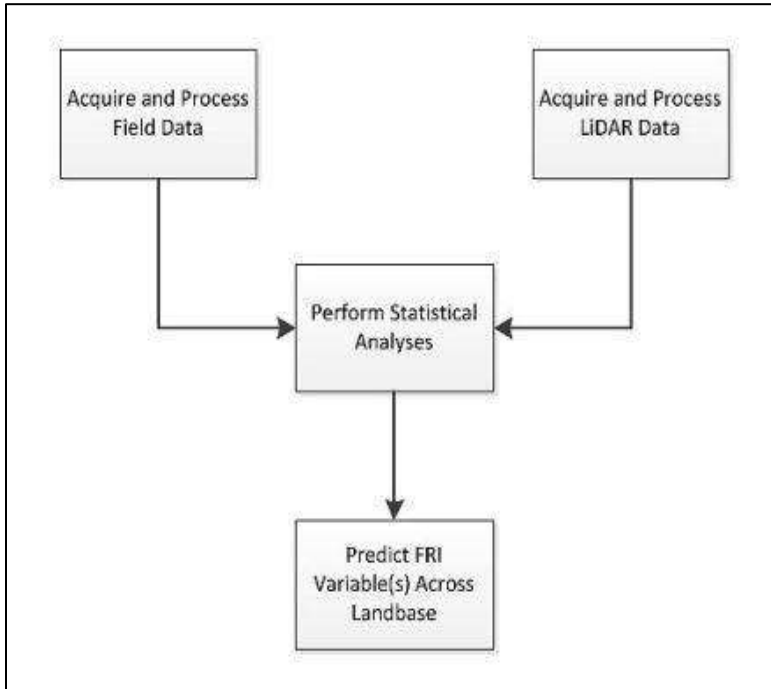 Acquire and Process
Field Data
Acquire and Process
LiDAR Data
Perform Statistical
Analyses
Predict FRI
Variable(s) Across
Landbase